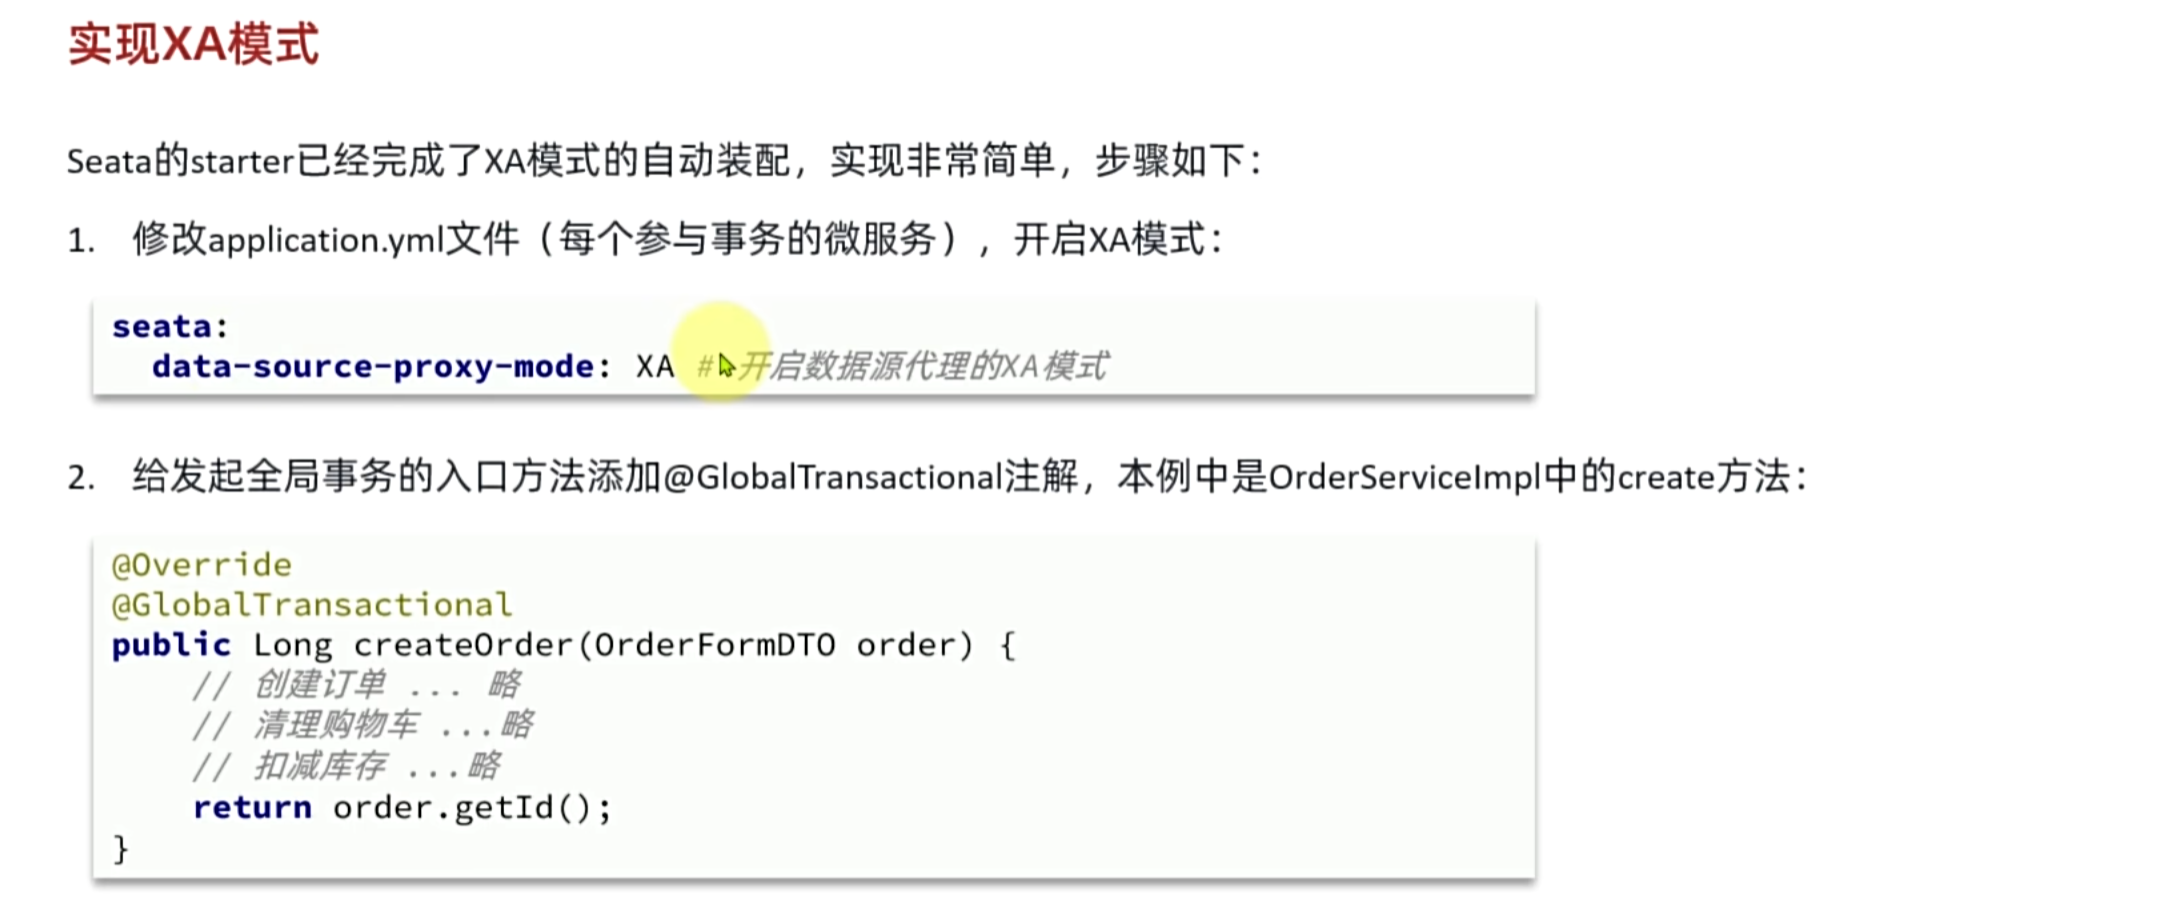 实现XA模式
Seata的starter已经完成了XA模式的自动装配，实现非常简单，步骤如下：
1. 修改application.yml文件（每个参与事务的微服务），开启XA模式：
seata:
  data-source-proxy-mode: XA # 开启数据源代理的XA模式
2. 给发起全局事务的入口方法添加@GlobalTransactional注解，本例中是OrderServiceImpl中的create方法：
@Override
@GlobalTransactional
public Long createOrder(OrderFormDTO order) {
    // 创建订单 ... 略
    // 清理购物车 ...略
    // 扣减库存 ...略
    return order.getId();
}